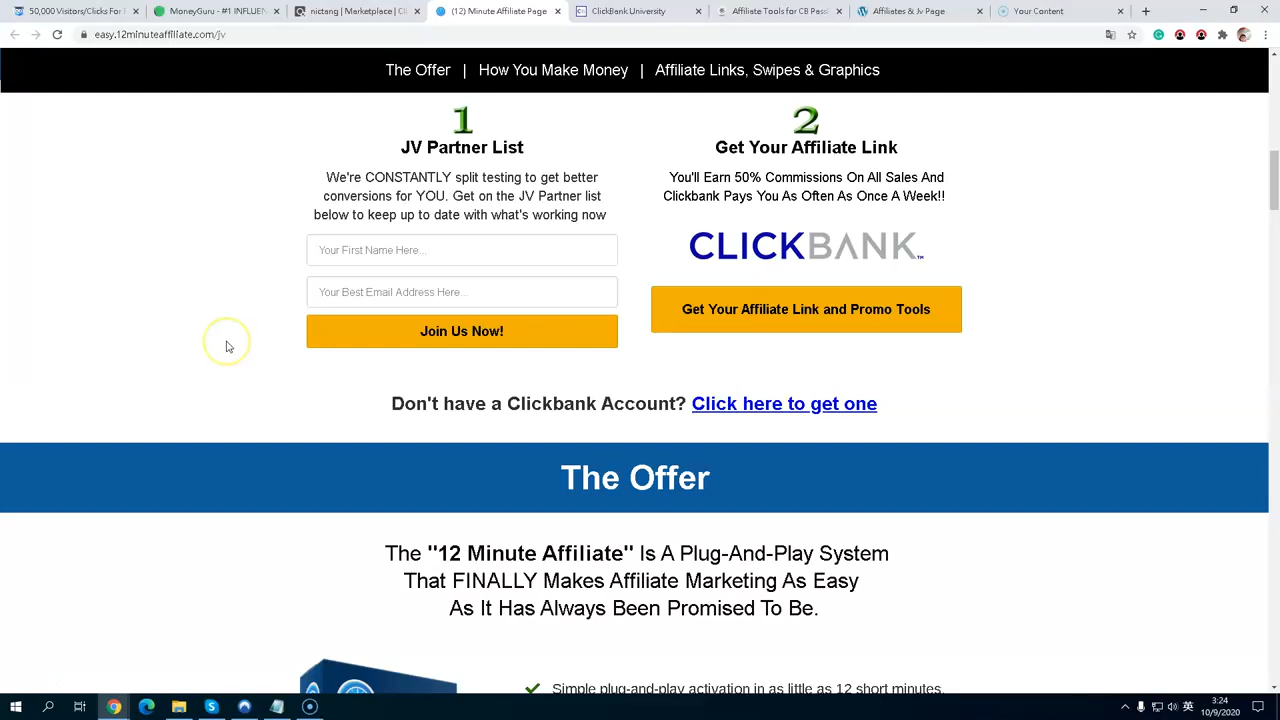 50,000 Visitors/Clicks For
MoneyGuru - #1 INFLUEN
nictang | Marketplace | Cl
(12) Minute Affiliate Page
ClickBank University
Affiliate Tools for CB Pass
Affiliates & Jv Page
Your Content
easy.12minuteaffiliate.com/jv
The Offer | How You Make Money | Affiliate Links, Swipes & Graphics
1
JV Partner List
We're CONSTANTLY split testing to get better
conversions for YOU. Get on the JV Partner list
below to keep up to date with what's working now
Your First Name Here...
Your Best Email Address Here...
Join Us Now!
2
Get Your Affiliate Link
You'll Earn 50% Commissions On All Sales And
Clickbank Pays You As Often As Once A Week!!
CLICKBANK™
Get Your Affiliate Link and Promo Tools
Don't have a Clickbank Account? Click here to get one
The Offer
The "12 Minute Affiliate" Is A Plug-And-Play System
That FINALLY Makes Affiliate Marketing As Easy
As It Has Always Been Promised To Be.
Simple plug-and-play activation in as little as 12 short minutes.
英
3:24
10/9/2020